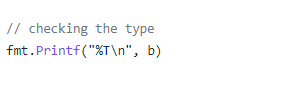 // checking the type
fmt.Printf("%T\n", b)